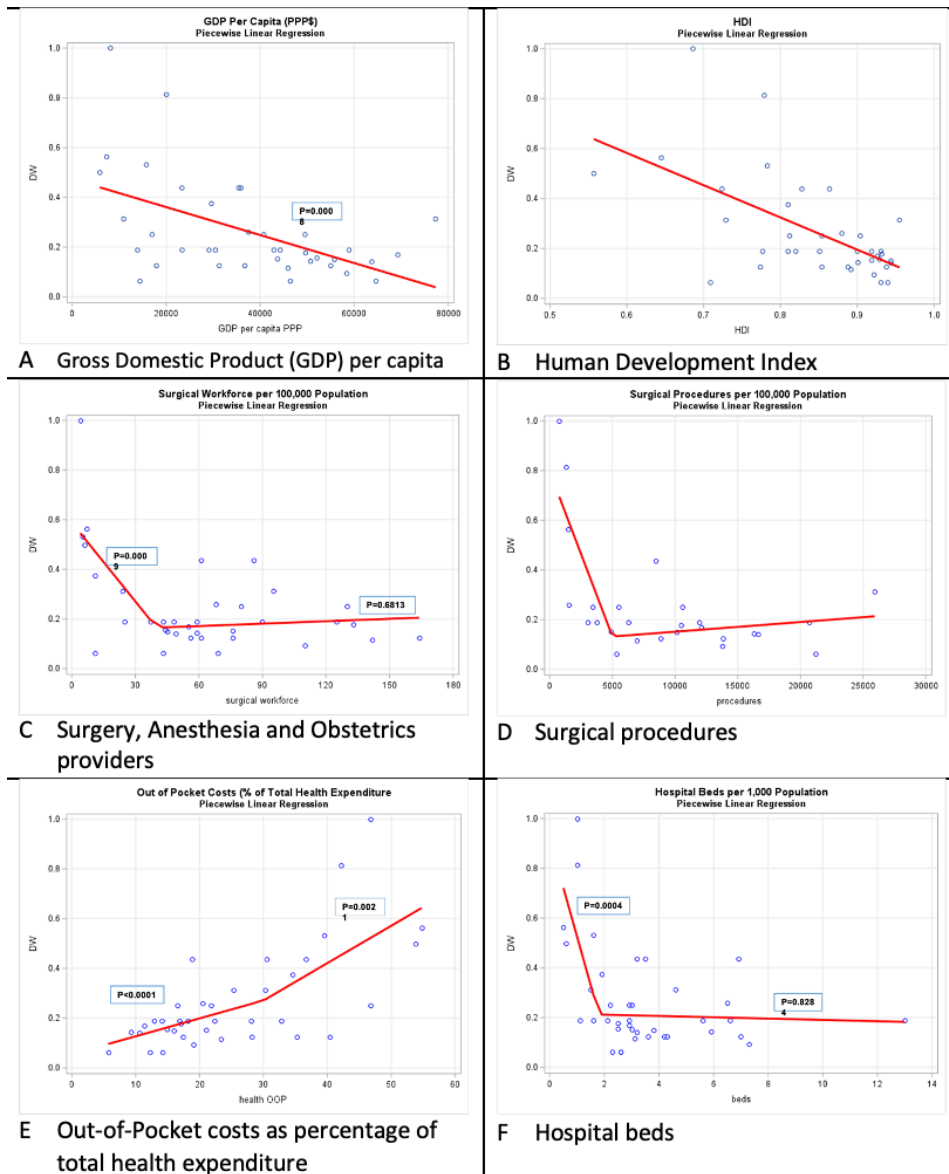 GDP Per Capita (PPP$)
Piecewise Linear Regression
1.0
0.8
0.6
0.4
0.2
0.0
DW
P=0.000
8
0
20000
40000
60000
80000
GDP per capita PPP
A Gross Domestic Product (GDP) per capita
HDI
Piecewise Linear Regression
1.0
0.8
0.6
0.4
0.2
0.0
DW
0.5
0.6
0.7
0.8
0.9
1.0
HDI
B Human Development Index
Surgical Workforce per 100,000 Population
Piecewise Linear Regression
1.0
0.8
0.6
0.4
0.2
0.0
DW
P=0.000
9
P=0.6813
0
30
60
90
120
150
180
surgical workforce
C Surgery, Anesthesia and Obstetrics
providers
Surgical Procedures per 100,000 Population
Piecewise Linear Regression
1.0
0.8
0.6
0.4
0.2
0.0
DW
0
5000
10000
15000
20000
25000
30000
procedures
D Surgical procedures
Out of Pocket Costs (% of Total Health Expenditure
Piecewise Linear Regression
1.0
0.8
0.6
0.4
0.2
0.0
DW
P<0.0001
P=0.002
1
0
10
20
30
40
50
60
health OOP
E Out-of-Pocket costs as percentage of
total health expenditure
Hospital Beds per 1,000 Population
Piecewise Linear Regression
1.0
0.8
0.6
0.4
0.2
0.0
DW
P=0.0004
P=0.828
4
0
2
4
6
8
10
12
14
beds
F Hospital beds